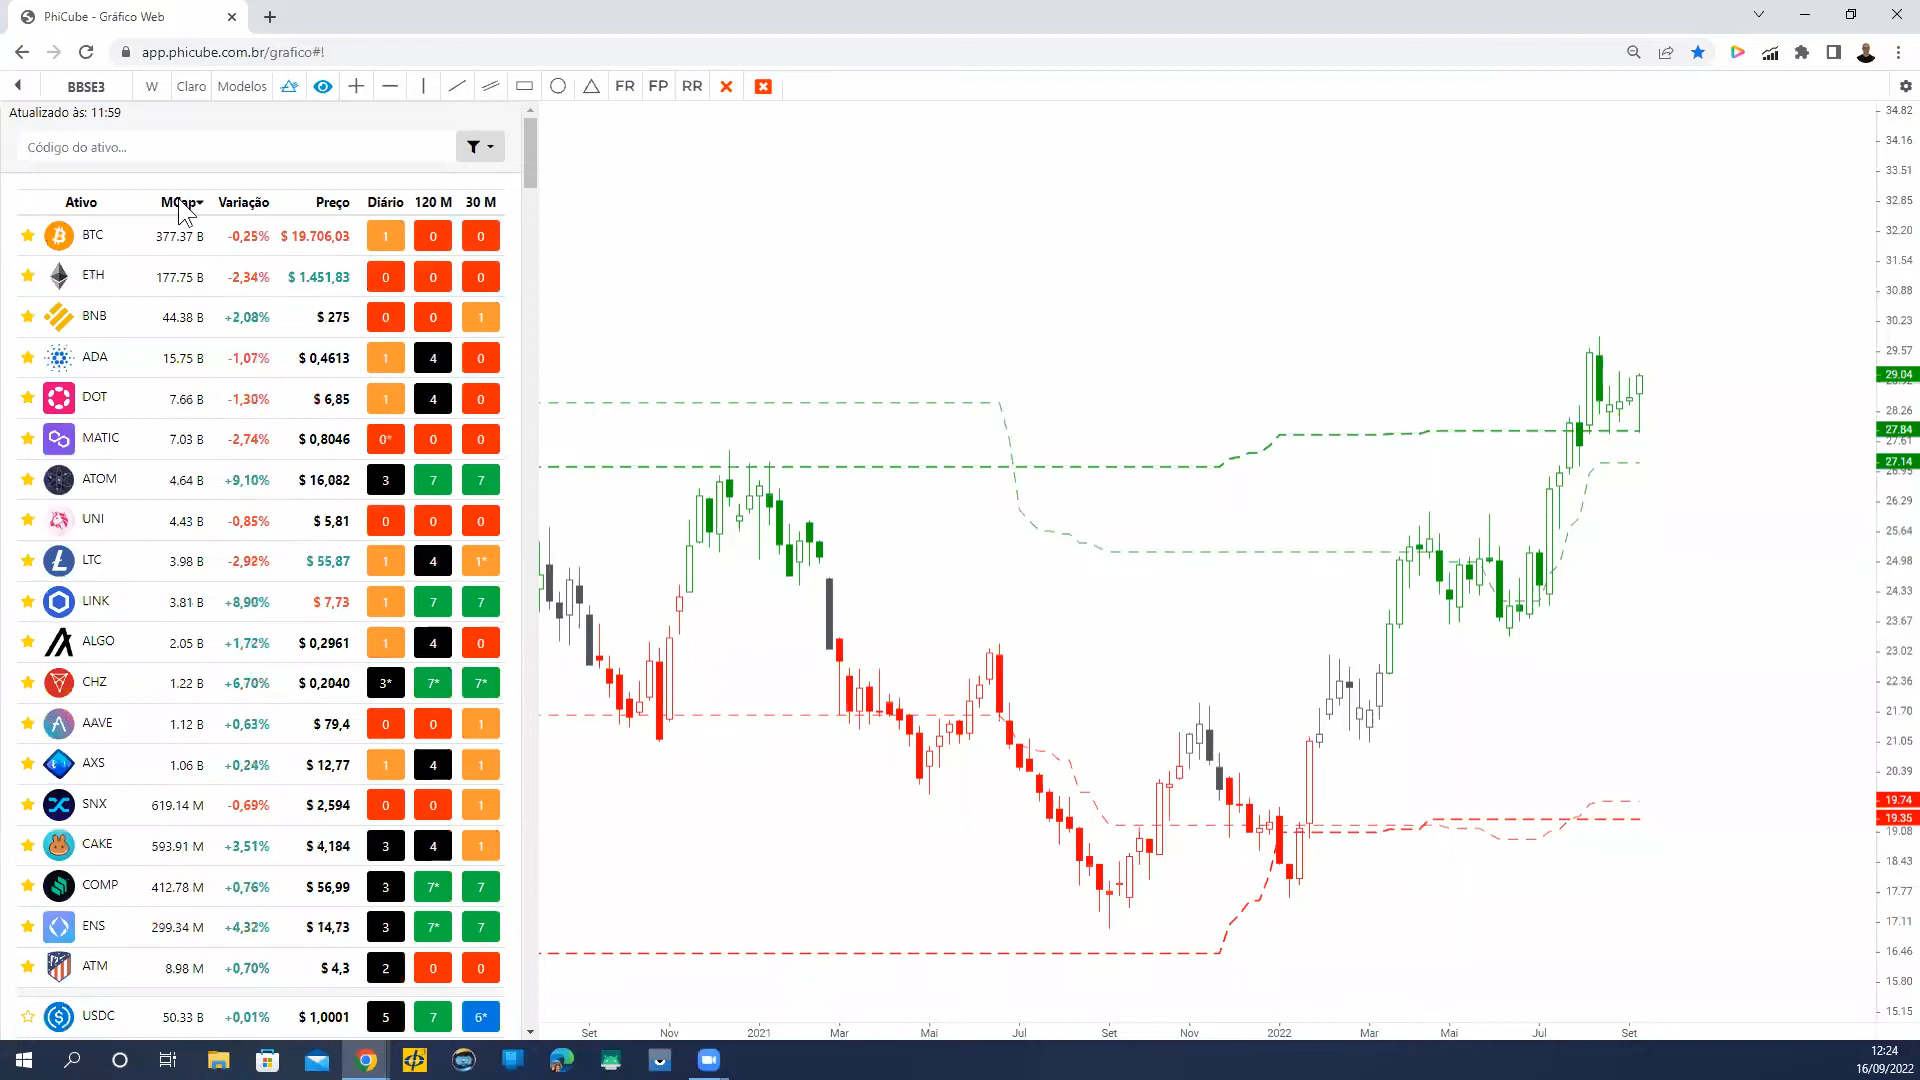 PhiCube - Gráfico Web
app.phicube.com.br/grafico#!
BBSE3 W Claro Modelos FR FP RR
Atualizado às: 11:59
Código do ativo...
Ativo Variação Preço Diário 120 M 30 M
BTC 377.37 B -0,25% $ 19.706,03 1 0 0
ETH 177.75 B -2,34% $ 1.451,83 0 0 0
BNB 44.38 B +2,08% $ 275 0 0 1
ADA 15.75 B -1,07% $ 0,4613 1 4 0
DOT 7.66 B -1,30% $ 6,85 1 4 0
MATIC 7.03 B -2,74% $ 0,8046 0* 0 0
ATOM 4.64 B +9,10% $ 16,082 3 7 7
UNI 4.43 B -0,85% $ 5,81 0 0 0
LTC 3.98 B -2,92% $ 55,87 1 4 1*
LINK 3.81 B +8,90% $ 7,73 1 7 7
ALGO 2.05 B +1,72% $ 0,2961 1 4 0
CHZ 1.22 B +6,70% $ 0,2040 3* 7* 7*
AAVE 1.12 B +0,63% $ 79,4 0 0 1
AXS 1.06 B +0,24% $ 12,77 1 4 1
SNX 619.14 M -0,69% $ 2,594 0 0 1
CAKE 593.91 M +3,51% $ 4,184 3 4 1
COMP 412.78 M +0,76% $ 56,99 3 7* 7
ENS 299.34 M +4,32% $ 14,73 3 7* 7
ATM 8.98 M +0,70% $ 4,3 2 0 0
USDC 50.33 B +0,01% $ 1,0001 5 7 6*
34.82
34.16
33.51
32.85
32.20
31.54
30.88
30.23
29.57
29.04
28.26
27.84
27.61
27.14
26.95
26.29
25.64
24.98
24.33
23.67
23.02
22.36
21.70
21.05
20.39
19.74
19.35
19.08
18.43
17.77
17.11
16.46
15.80
15.15
Set Nov 2021 Mar Mai Jul Set Nov 2022 Mar Mai Jul Set
12:24
16/09/2022